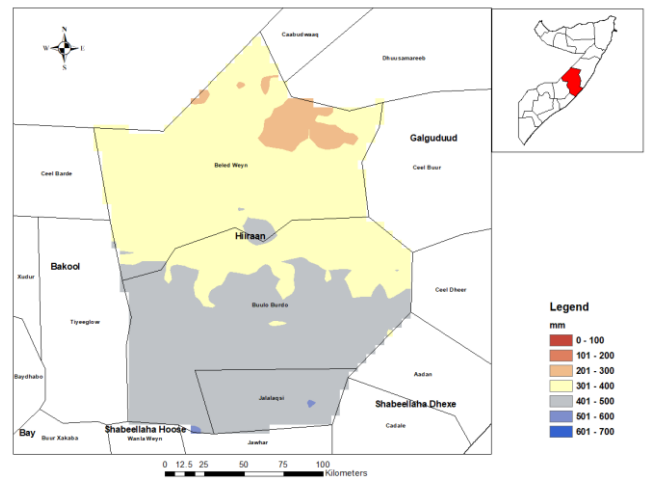 N
W E
S
Caabudwaaq
Dhuusamareeb
Galguduud
Ceel Barde
Beled Weyn
Ceel Buur
Hiiraan
Bakool
Xudur
Ceel Dheer
Buulo Burdo
Tiyeeglow
Baydhabo
Aadan
Jalalaqsi
Shabeellaha Dhexe
Bay
Shabeellaha Hoose
Cadale
Buur Xakaba
Wanla Weyn
Jawhar
Legend
mm
0 - 100
101 - 200
201 - 300
301 - 400
401 - 500
501 - 600
601 - 700
0 12.5 25 50 75 100
Kilometers